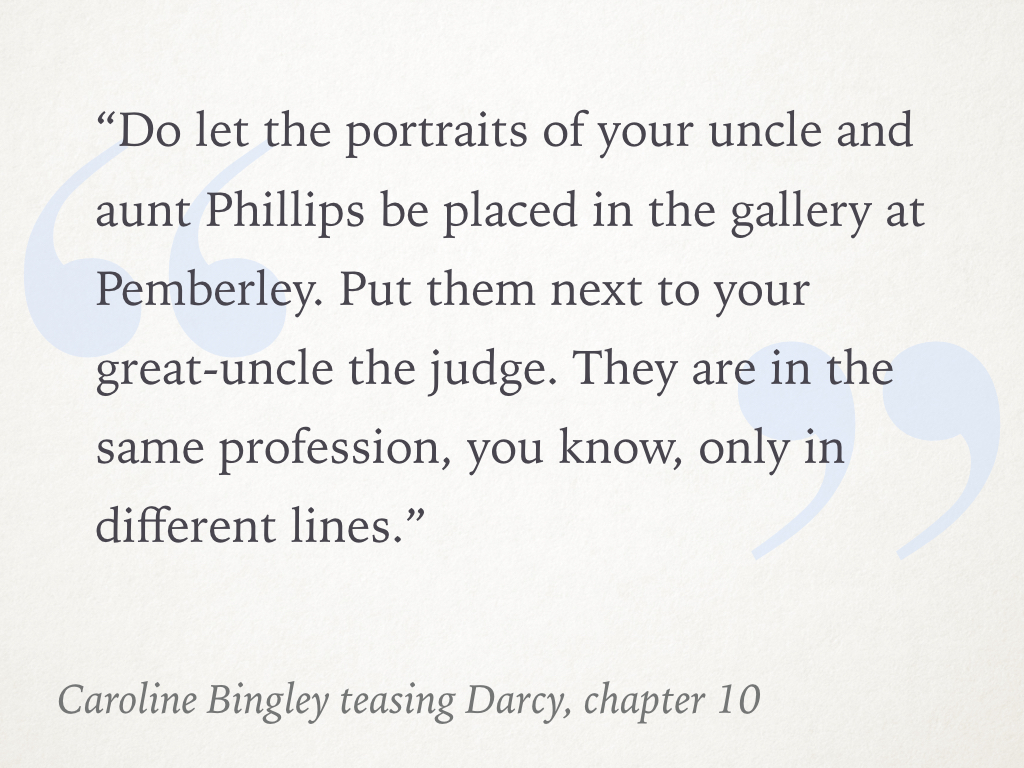 “Do let the portraits of your uncle and
aunt Phillips be placed in the gallery at
Pemberley. Put them next to your
great-uncle the judge. They are in the
same profession, you know, only in
different lines.”
Caroline Bingley teasing Darcy, chapter 10